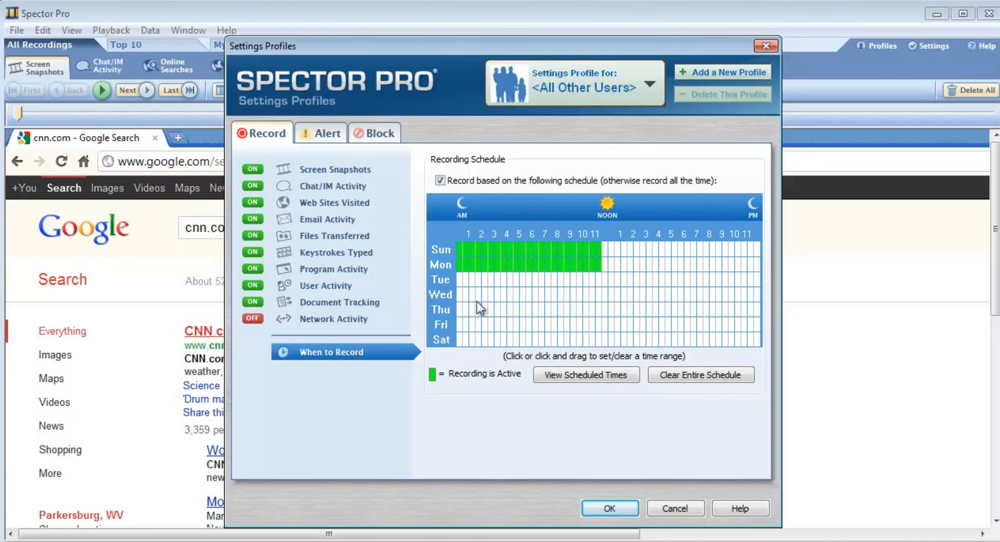 Spector Pro
File Edit View Playback Data Window Help
All Recordings Top 10 My
Profiles Settings Help
Screen Snapshots
Chat/IM Activity
Online Searches
First Back Next Last
Delete All
cnn.com - Google Search
www.google.com/se
+You Search Images Videos Maps
Google
cnn.co
Search
About 52
Everything
Images
Maps
Videos
News
Shopping
More
Parkersburg, WV
CNN.c
www.cnn
CNN.com
weather,
Science
'Drum ma
Share this
3,359 pe
Wo
CNN
new
Mo
Settings Profiles
SPECTOR PRO®
Settings Profiles
Settings Profile for:
<All Other Users>
Add a New Profile
Delete This Profile
Record Alert Block
ON Screen Snapshots
ON Chat/IM Activity
ON Web Sites Visited
ON Email Activity
ON Files Transferred
ON Keystrokes Typed
ON Program Activity
ON User Activity
ON Document Tracking
OFF Network Activity
When to Record
Recording Schedule
Record based on the following schedule (otherwise record all the time):
AM NOON PM
1 2 3 4 5 6 7 8 9 10 11 1 2 3 4 5 6 7 8 9 10 11
Sun
Mon
Tue
Wed
Thu
Fri
Sat
(Click or click and drag to set/clear a time range)
= Recording is Active
View Scheduled Times
Clear Entire Schedule
OK Cancel Help